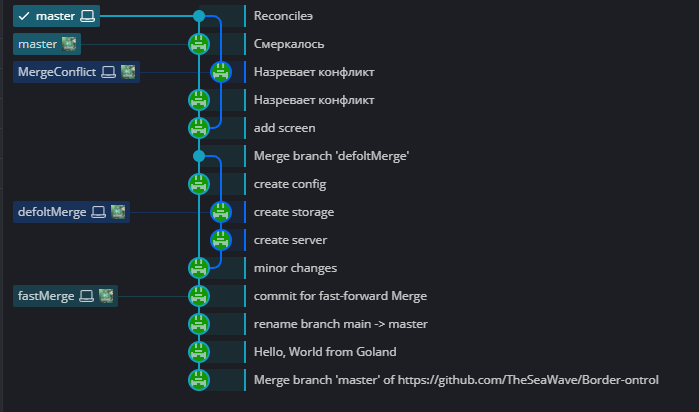 master Reconcileэ
master Смеркалось
MergeConflict Назревает конфликт
Назревает конфликт
add screen
Merge branch 'defoltMerge'
create config
defoltMerge create storage
create server
minor changes
fastMerge commit for fast-forward Merge
rename branch main -> master
Hello, World from Goland
Merge branch 'master' of https://github.com/TheSeaWave/Border-ontrol